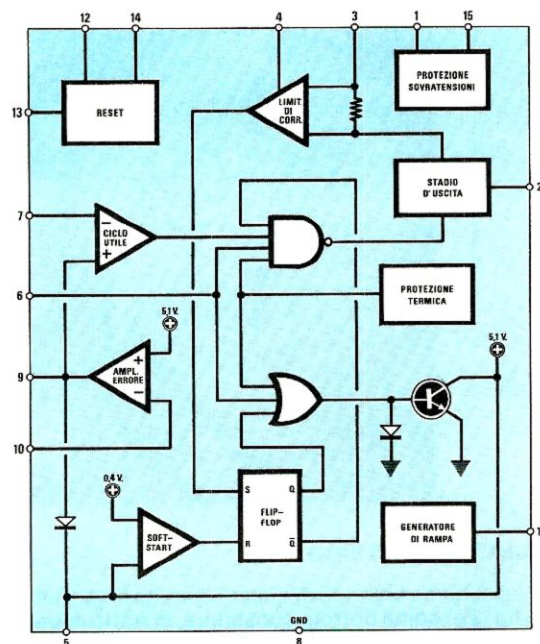 12 14 4 3 1 15
13
RESET
LIMIT.
DI
CORR.
PROTEZIONE
SOVRATENSIONI
STADIO
D'USCITA
2
7
–
CICLO
UTILE
+
6
PROTEZIONE
TERMICA
5,1 V.
+
5,1 V.
+
9
AMPL.
ERRORE
+
–
10
0,4 V.
+
SOFT-
START
S Q
FLIP-
FLOP
R Q̅
GENERATORE
DI RAMPA
GND
5 8